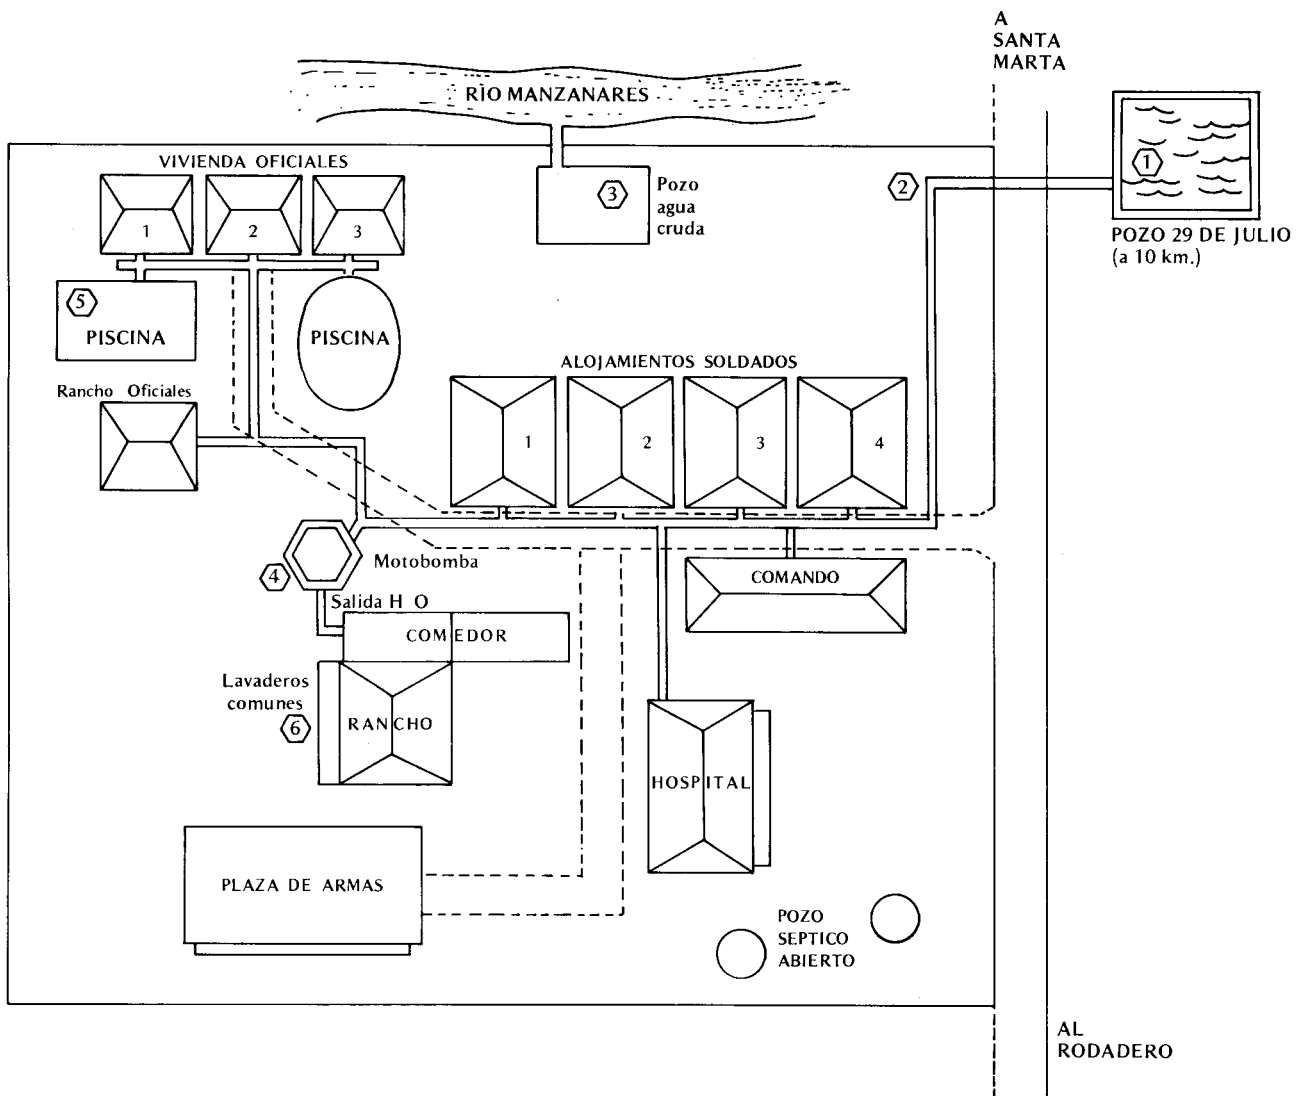 A
SANTA
MARTA
RÍO MANZANARES
VIVIENDA OFICIALES
1
2
3
3
Pozo
agua
cruda
2
1
POZO 29 DE JULIO
(a 10 km.)
5
PISCINA
PISCINA
Rancho Oficiales
ALOJAMIENTOS SOLDADOS
1
2
3
4
4
Motobomba
Salida H O
COMEDOR
COMANDO
Lavaderos
comunes
6
RANCHO
HOSPITAL
PLAZA DE ARMAS
POZO
SEPTICO
ABIERTO
AL
RODADERO